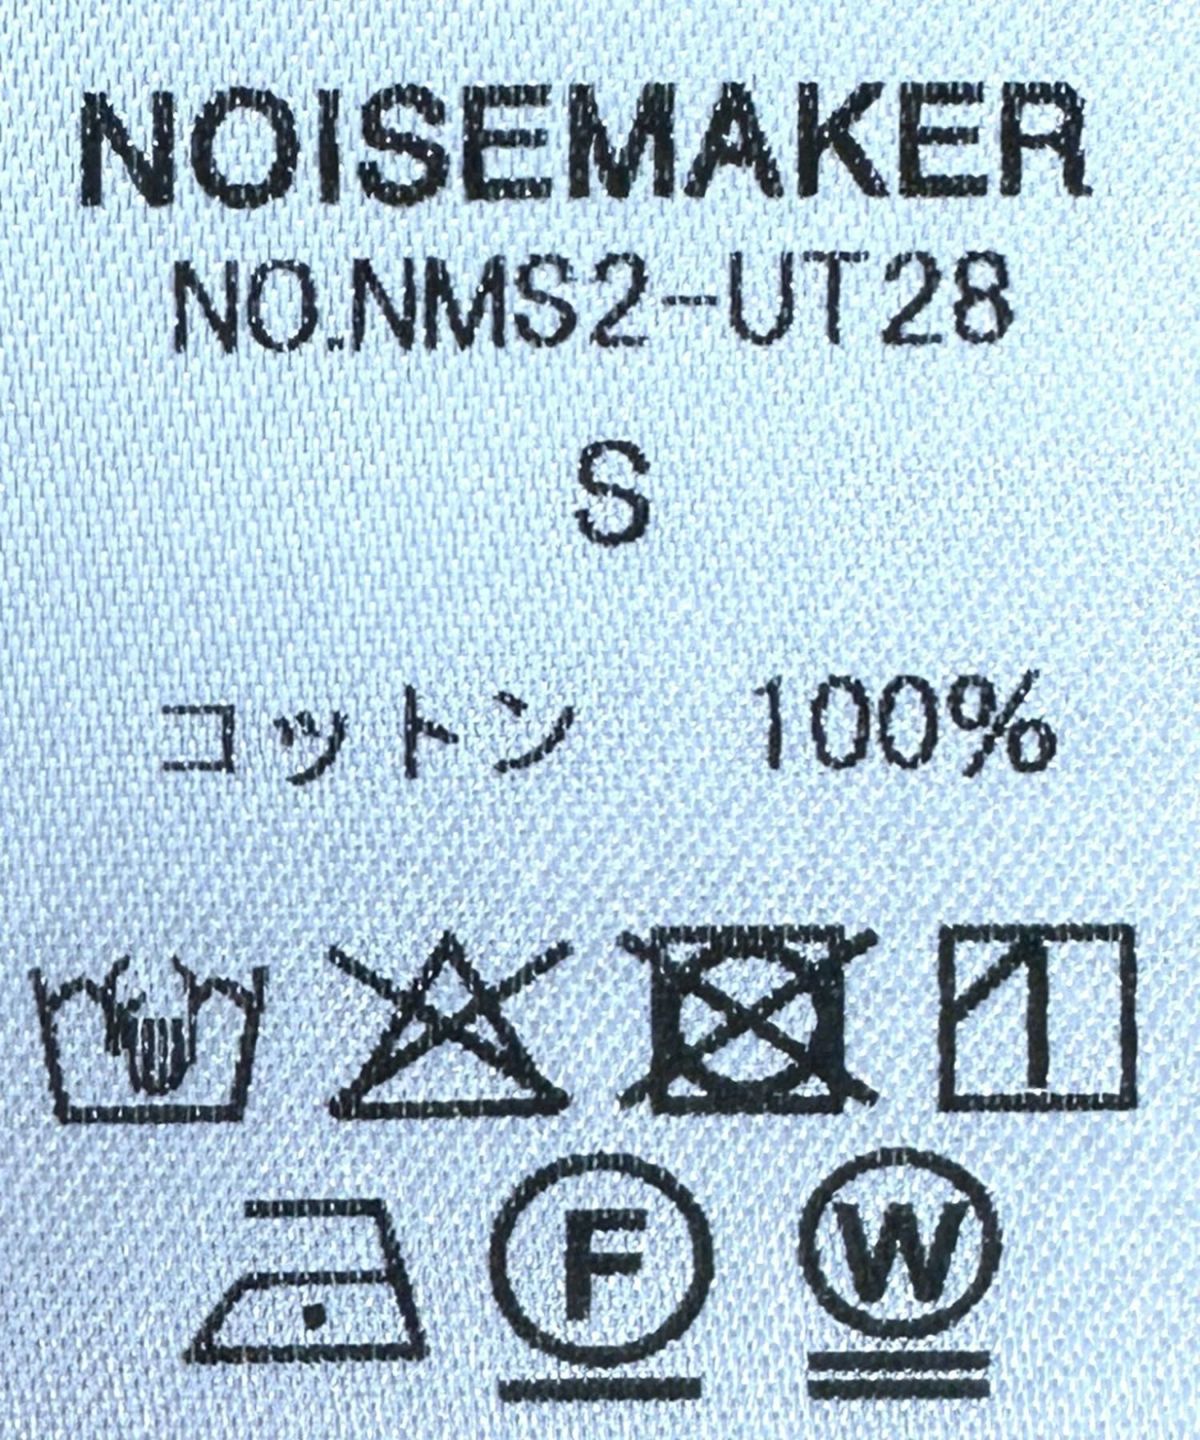 NOISEMAKER
NO.NMS2-UT28
S
コットン 100%
F W